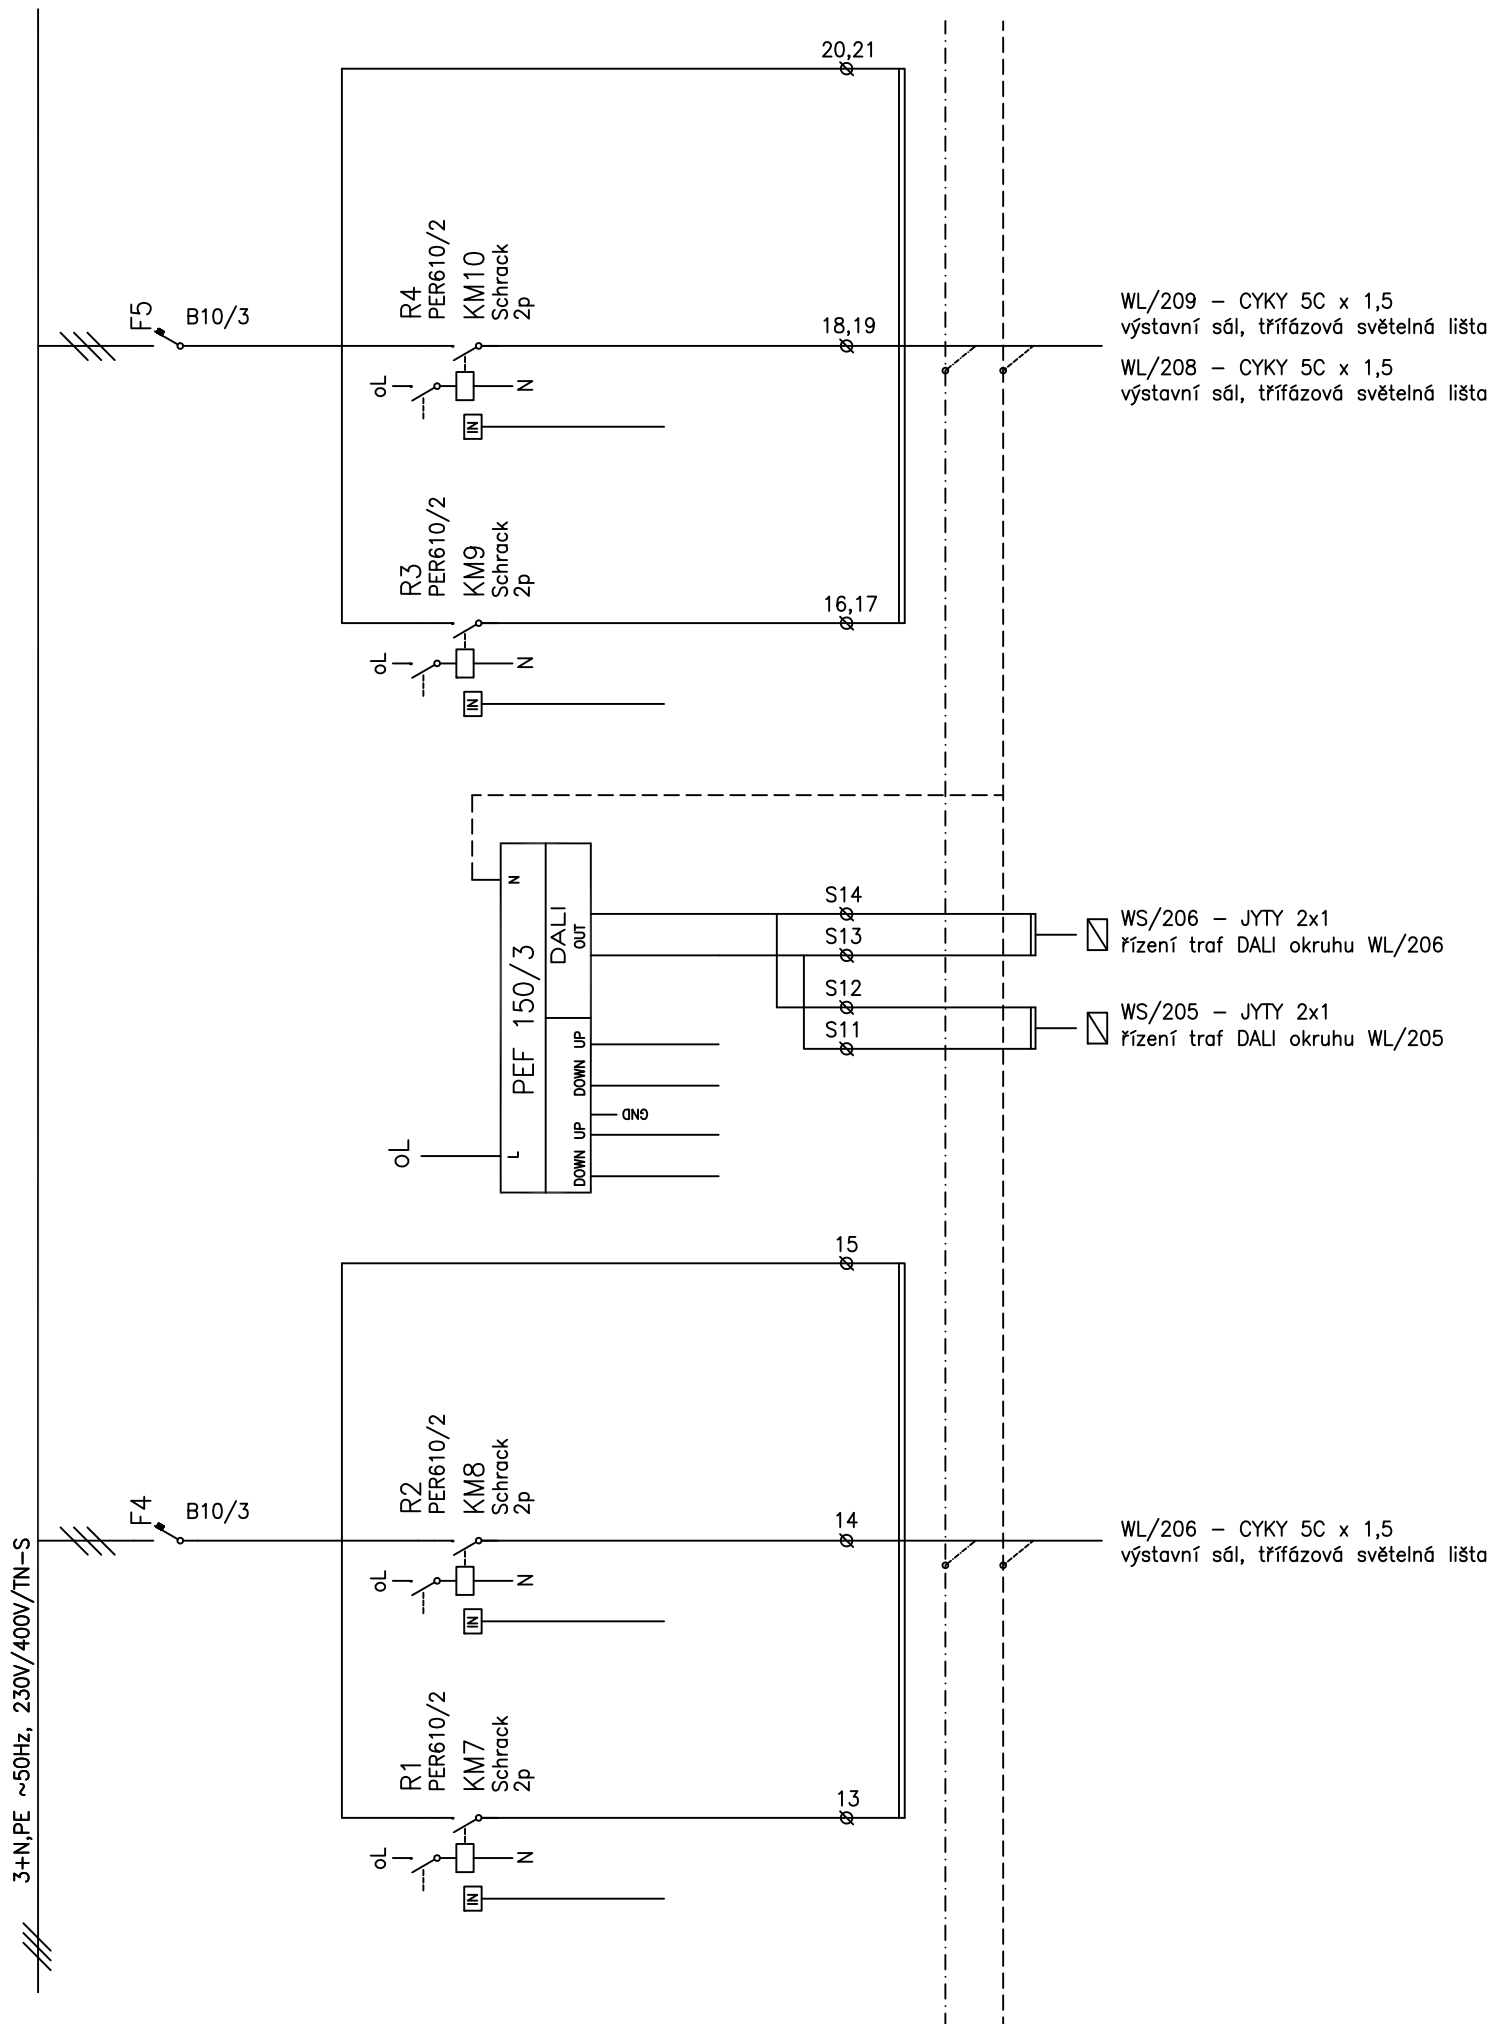 20,21
R4
PER610/2
KM10
Schrack
2p
F5
B10/3
18,19
oL
N
IN
WL/209 – CYKY 5C x 1,5
výstavní sál, třífázová světelná lišta
WL/208 – CYKY 5C x 1,5
výstavní sál, třífázová světelná lišta
R3
PER610/2
KM9
Schrack
2p
16,17
oL
N
IN
N
DALI
OUT
PEF 150/3
UP
DOWN
GND
UP
DOWN
L
oL
S14
S13
S12
S11
WS/206 – JYTY 2x1
řízení traf DALI okruhu WL/206
WS/205 – JYTY 2x1
řízení traf DALI okruhu WL/205
15
R2
PER610/2
KM8
Schrack
2p
F4
B10/3
14
oL
N
IN
WL/206 – CYKY 5C x 1,5
výstavní sál, třífázová světelná lišta
3+N,PE ~50Hz, 230V/400V/TN–S
R1
PER610/2
KM7
Schrack
2p
13
oL
N
IN